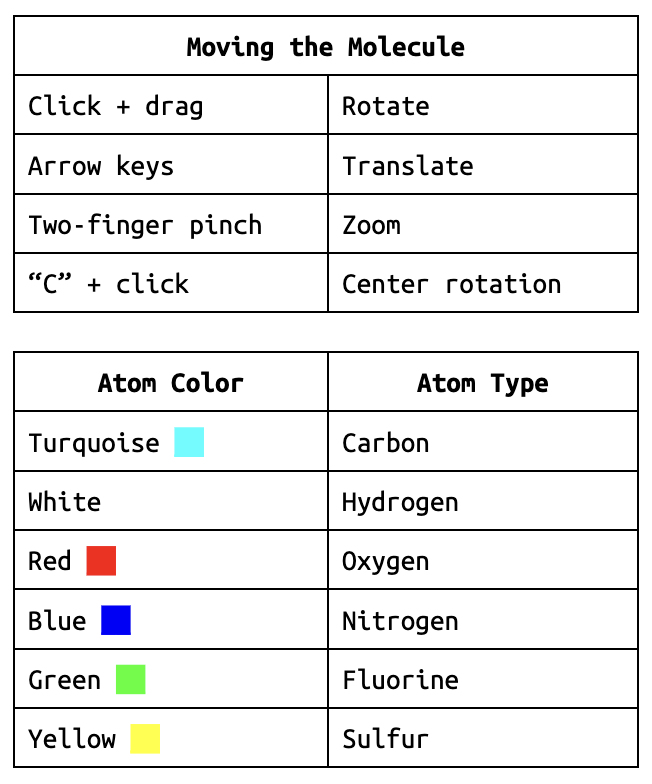 Moving the Molecule
Click + drag Rotate
Arrow keys Translate
Two-finger pinch Zoom
“C” + click Center rotation
Atom Color Atom Type
Turquoise Carbon
White Hydrogen
Red Oxygen
Blue Nitrogen
Green Fluorine
Yellow Sulfur